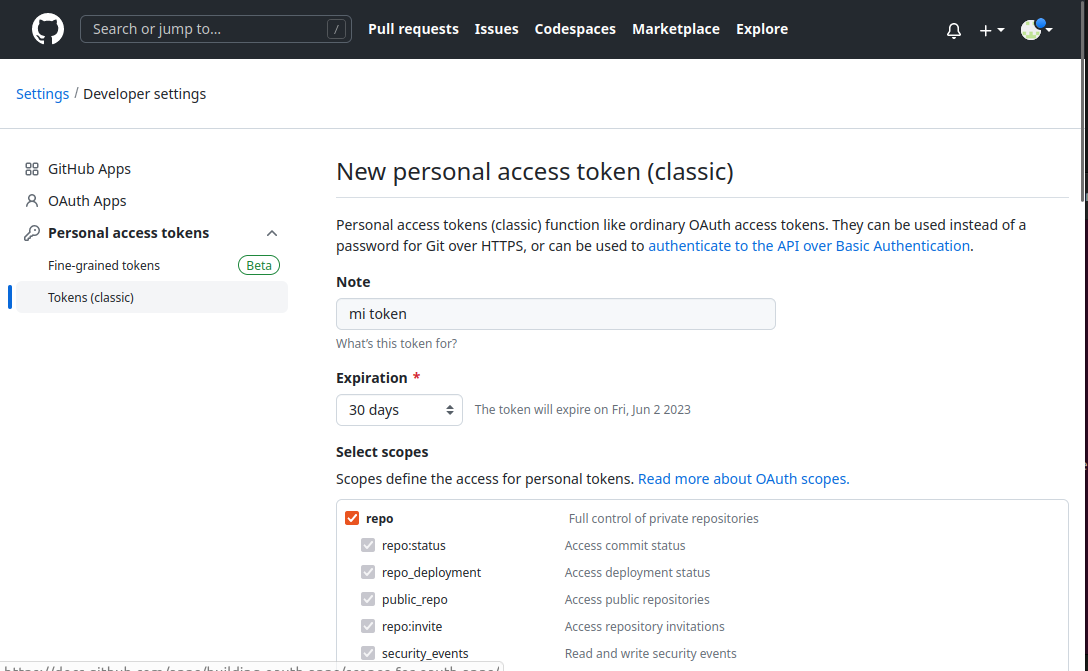 Search or jump to... / Pull requests Issues Codespaces Marketplace Explore
Settings / Developer settings
GitHub Apps
OAuth Apps
Personal access tokens
Fine-grained tokens Beta
Tokens (classic)
New personal access token (classic)
Personal access tokens (classic) function like ordinary OAuth access tokens. They can be used instead of a
password for Git over HTTPS, or can be used to authenticate to the API over Basic Authentication.
Note
mi token
What's this token for?
Expiration *
30 days The token will expire on Fri, Jun 2 2023
Select scopes
Scopes define the access for personal tokens. Read more about OAuth scopes.
repo Full control of private repositories
repo:status Access commit status
repo_deployment Access deployment status
public_repo Access public repositories
repo:invite Access repository invitations
security_events Read and write security events